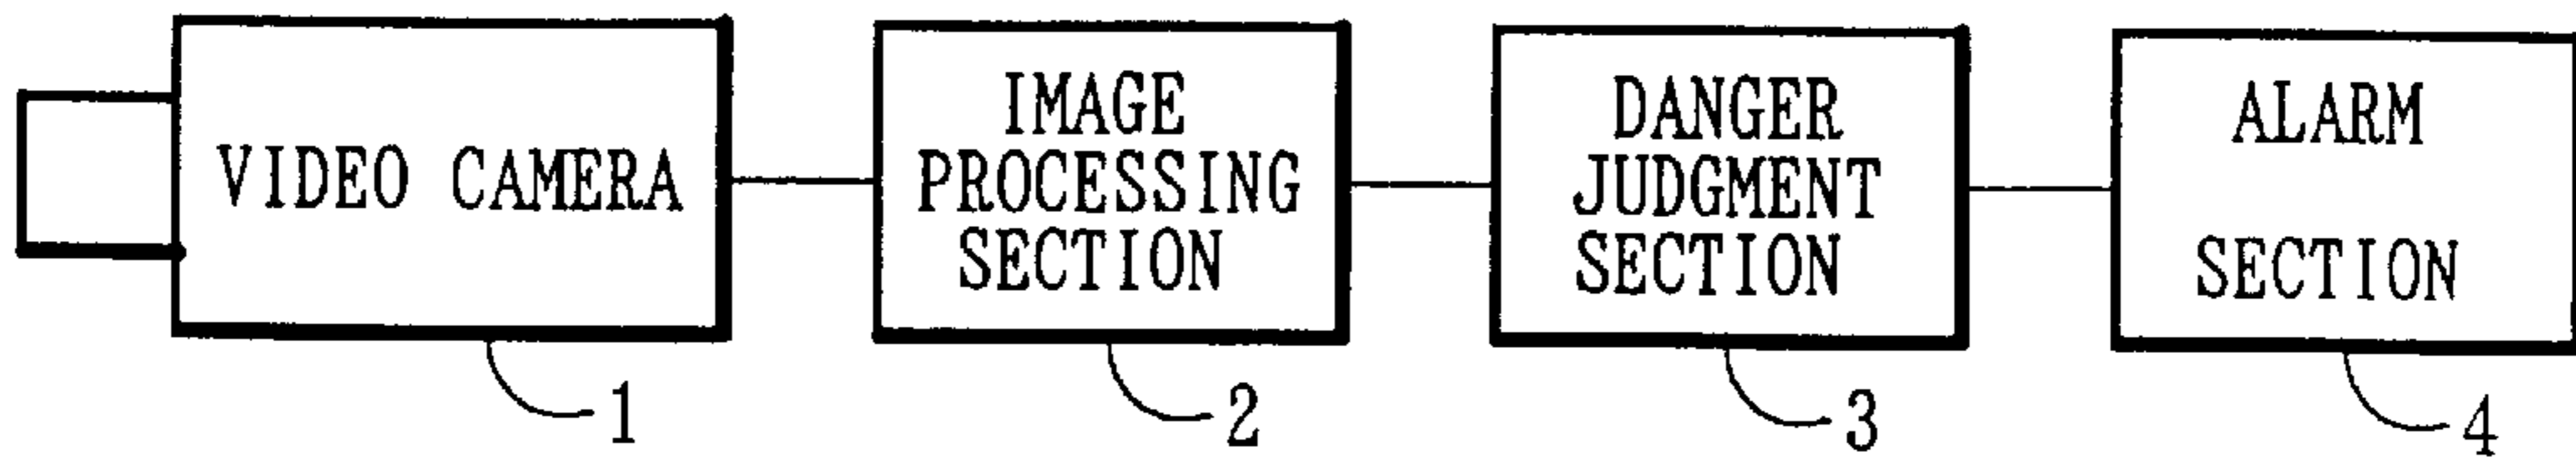 VIDEO CAMERA
IMAGE
PROCESSING
SECTION
DANGER
JUDGMENT
SECTION
ALARM
SECTION
1
2
3
4